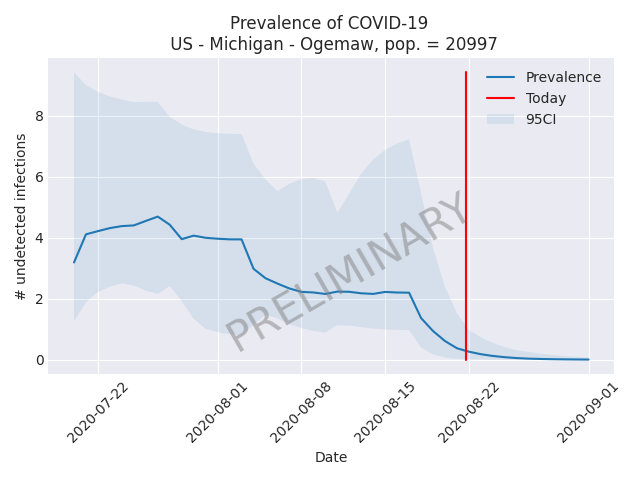 Prevalence of COVID-19
US - Michigan - Ogemaw, pop. = 20997
Prevalence
Today
95CI
8
6
4
2
0
# undetected infections
PRELIMINARY
2020-07-22
2020-08-01
2020-08-08
2020-08-15
2020-08-22
2020-09-01
Date